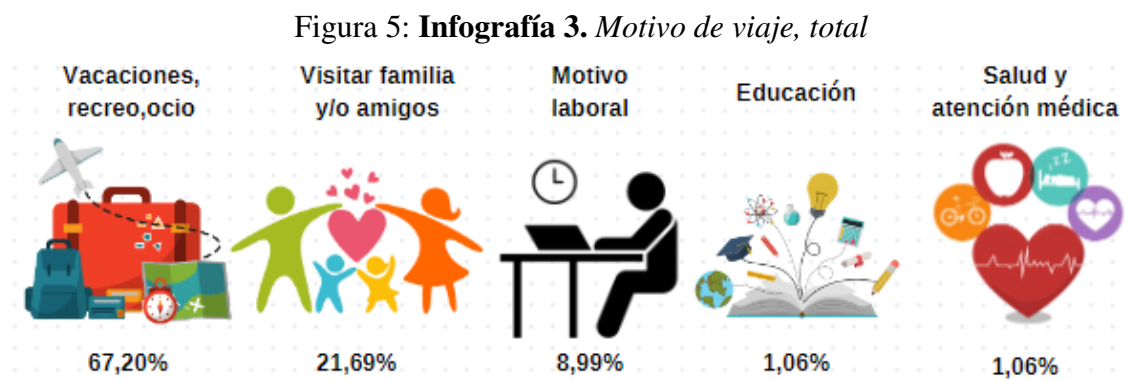 Figura 5: Infografía 3. Motivo de viaje, total
Vacaciones,
recreo,ocio
Visitar familia
y/o amigos
Motivo
laboral
Educación
Salud y
atención médica
67,20%
21,69%
8,99%
1,06%
1,06%